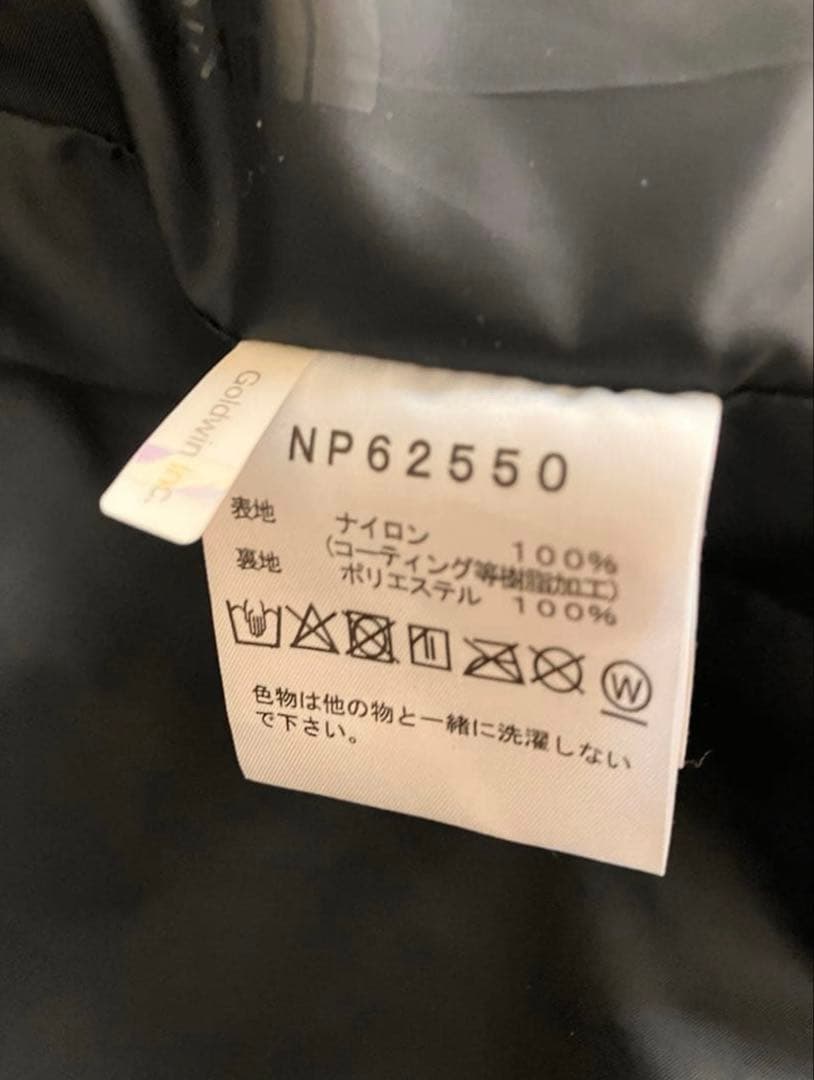 Goldwin Inc.
NP62550
表地 ナイロン 100%
(コーティング等樹脂加工)
裏地 ポリエステル 100%
W
色物は他の物と一緒に洗濯しない
で下さい。